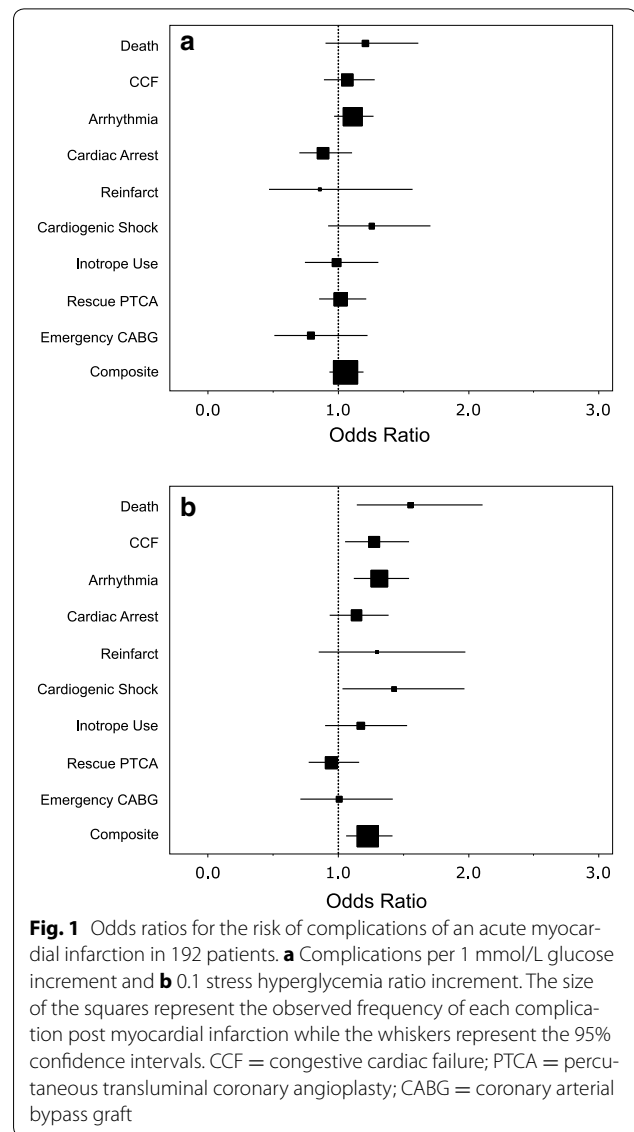 a
Death
CCF
Arrhythmia
Cardiac Arrest
Reinfarct
Cardiogenic Shock
Inotrope Use
Rescue PTCA
Emergency CABG
Composite
0.0 1.0 2.0 3.0
Odds Ratio
b
Death
CCF
Arrhythmia
Cardiac Arrest
Reinfarct
Cardiogenic Shock
Inotrope Use
Rescue PTCA
Emergency CABG
Composite
0.0 1.0 2.0 3.0
Odds Ratio
Fig. 1 Odds ratios for the risk of complications of an acute myocar-
dial infarction in 192 patients. a Complications per 1 mmol/L glucose
increment and b 0.1 stress hyperglycemia ratio increment. The size
of the squares represent the observed frequency of each complica-
tion post myocardial infarction while the whiskers represent the 95%
confidence intervals. CCF = congestive cardiac failure; PTCA = percu-
taneous transluminal coronary angioplasty; CABG = coronary arterial
bypass graft